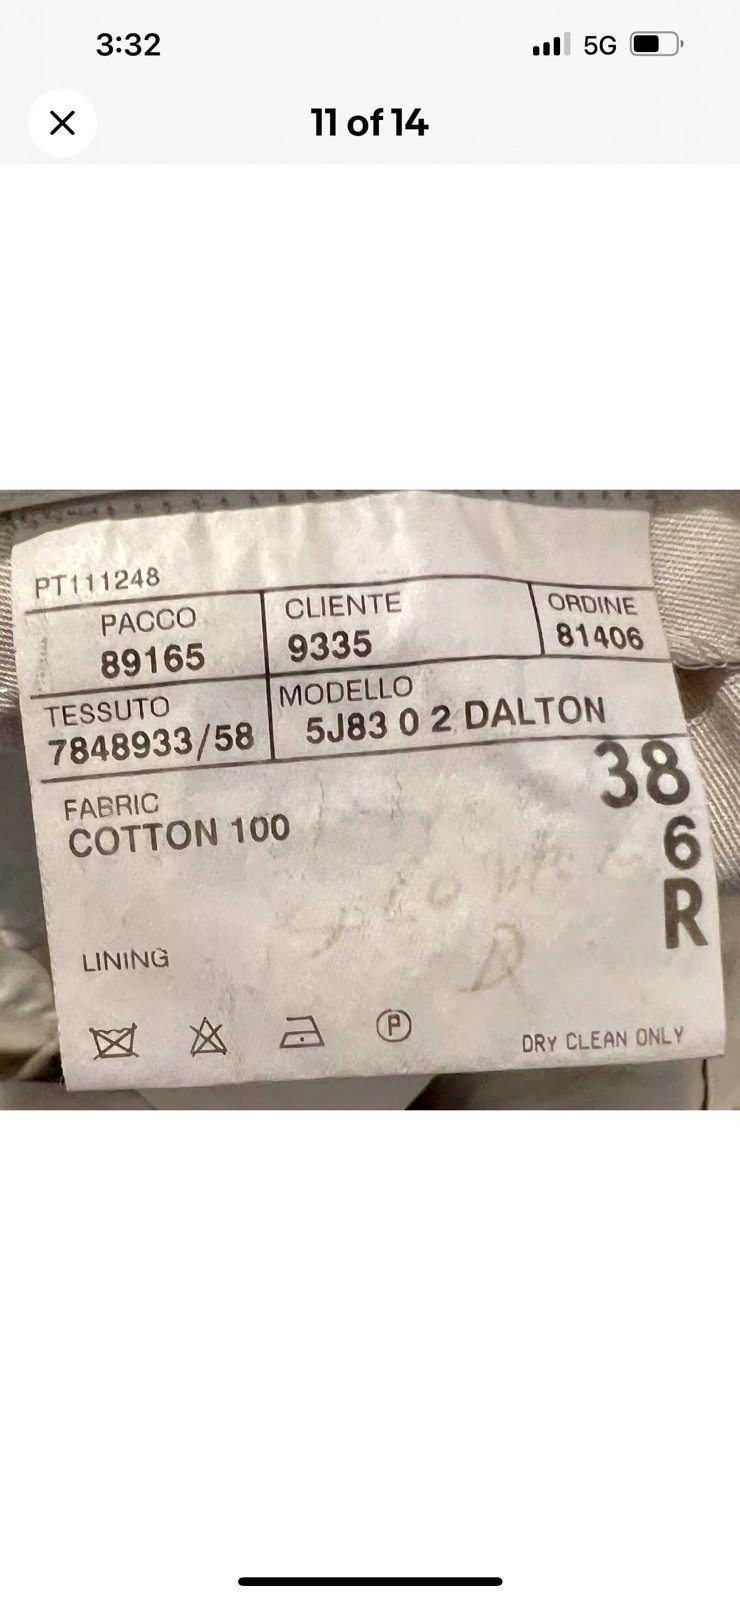 3:32
5G
11 of 14
PT111248
PACCO
89165
CLIENTE
9335
ORDINE
81406
TESSUTO
7848933/58
MODELLO
5J83 0 2 DALTON
38
6
R
FABRIC
COTTON 100
LINING
P
DRY CLEAN ONLY